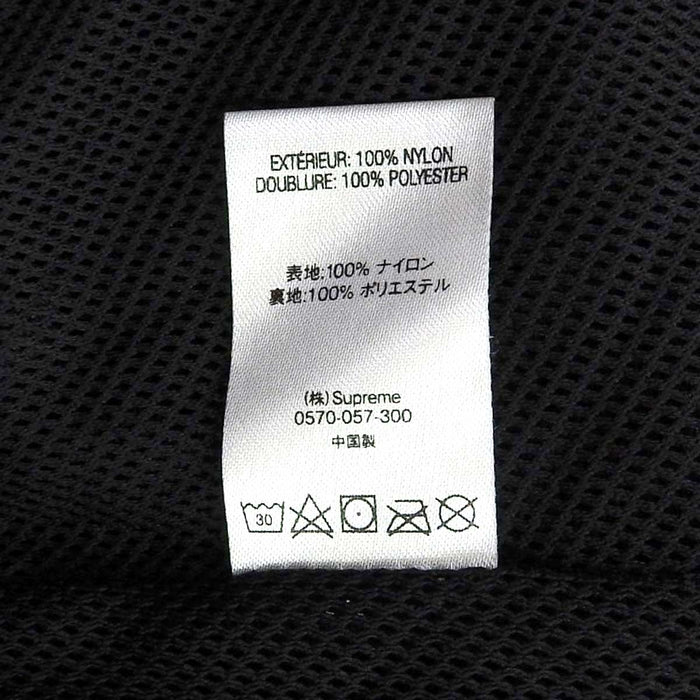 EXTÉRIEUR: 100% NYLON
DOUBLURE: 100% POLYESTER
表地:100% ナイロン
裏地:100% ポリエステル
(株)Supreme
0570-057-300
中国製
30